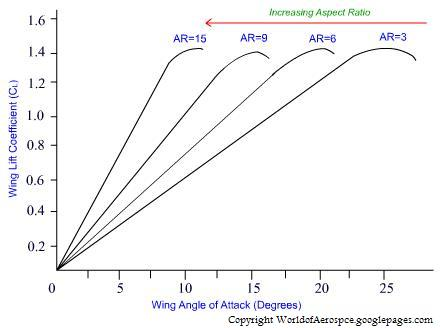 Increasing Aspect Ratio
AR=15
AR=9
AR=6
AR=3
Wing Lift Coefficient (CL)
1.6
1.4
1.2
1.0
0.8
0.6
0.4
0.2
0
5
10
15
20
25
Wing Angle of Attack (Degrees)
Copyright WorldofAerospce.googlepages.com